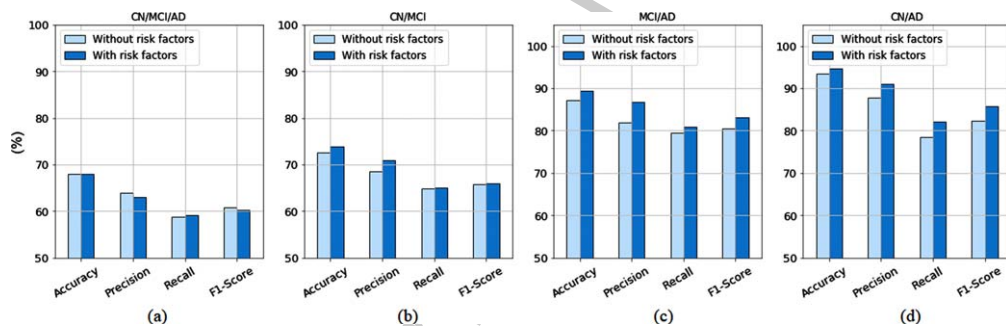 CN/MCI/AD
CN/MCI
MCI/AD
CN/AD
100
90
80
70
60
50
(%)
Without risk factors
With risk factors
Accuracy
Precision
Recall
F1-Score
(a)
100
90
80
70
60
50
Without risk factors
With risk factors
Accuracy
Precision
Recall
F1-Score
(b)
100
90
80
70
60
50
Without risk factors
With risk factors
Accuracy
Precision
Recall
F1-Score
(c)
100
90
80
70
60
50
Without risk factors
With risk factors
Accuracy
Precision
Recall
F1-Score
(d)